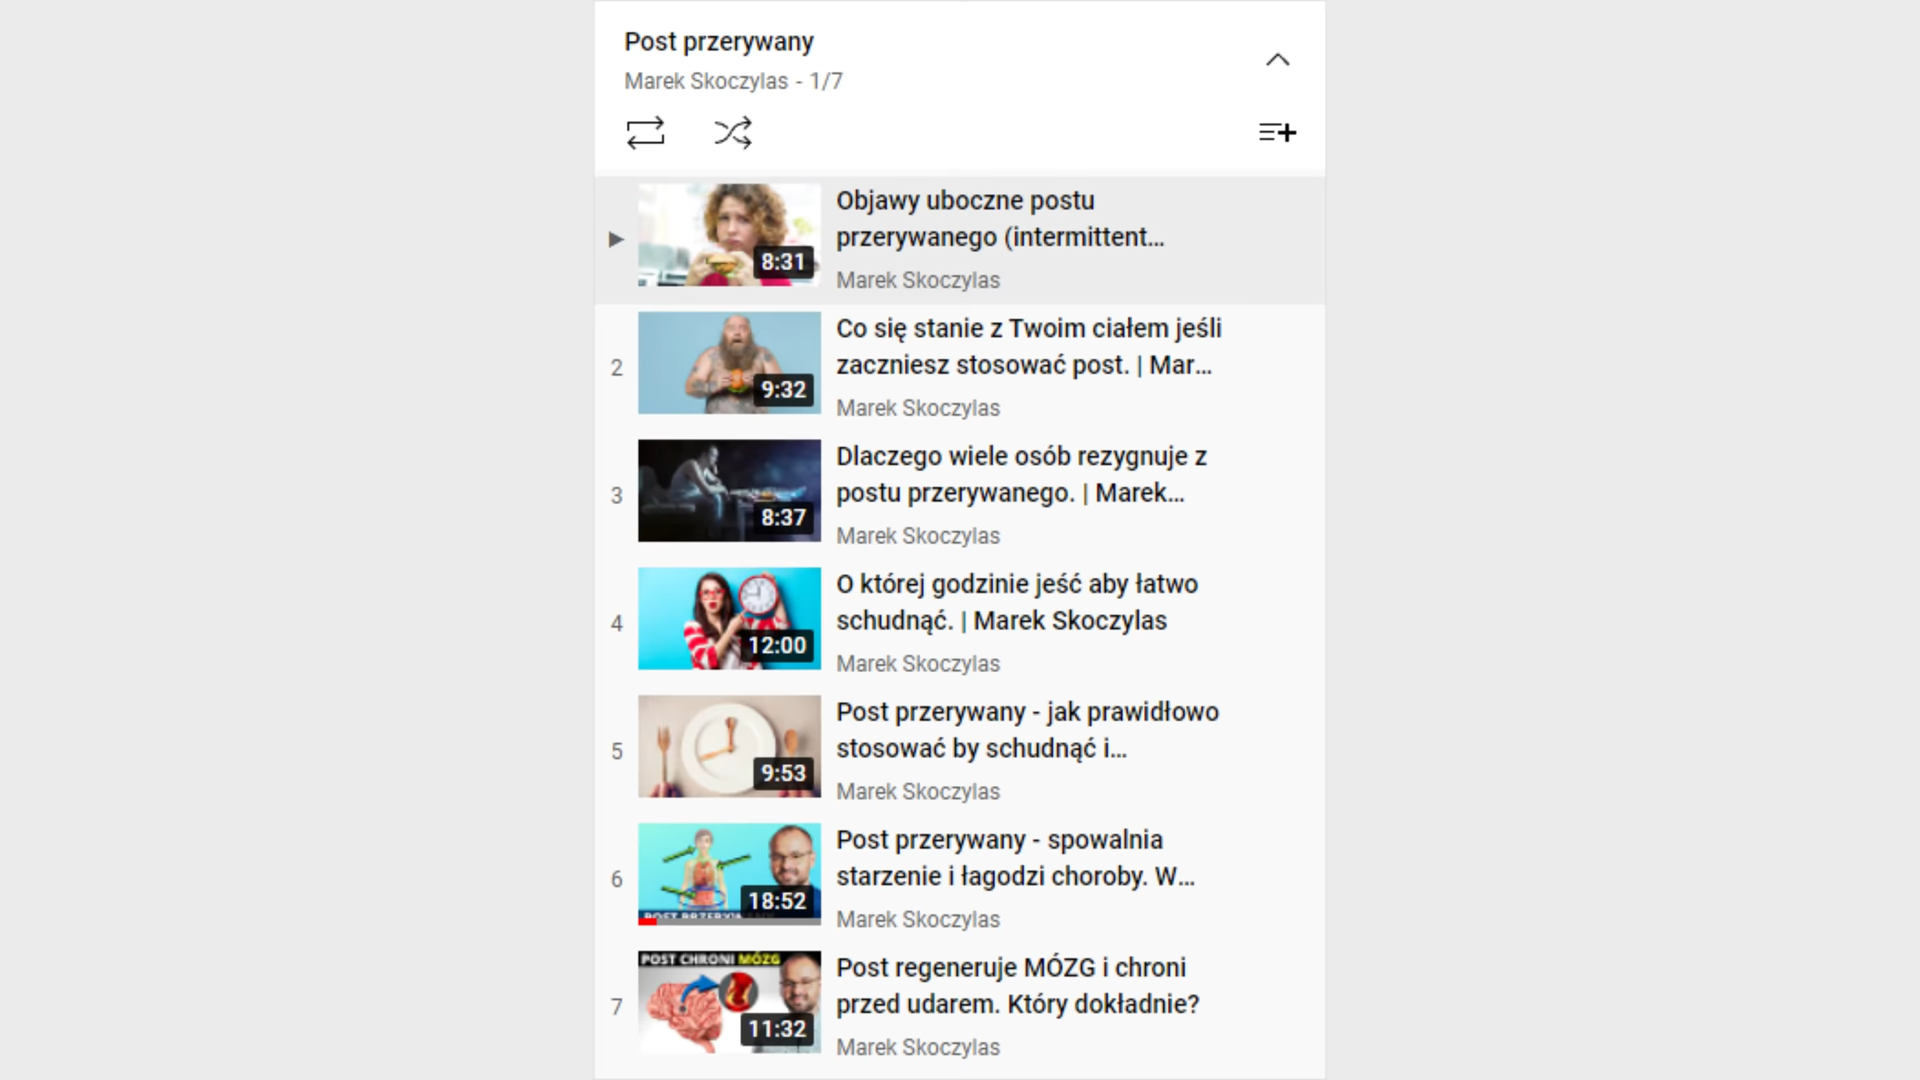 Post przerywany
Marek Skoczylas - 1/7
8:31
Objawy uboczne postu
przerywanego (intermittent...
Marek Skoczylas
2
9:32
Co się stanie z Twoim ciałem jeśli
zaczniesz stosować post. | Mar...
Marek Skoczylas
3
8:37
Dlaczego wiele osób rezygnuje z
postu przerywanego. | Marek...
Marek Skoczylas
4
12:00
O której godzinie jeść aby łatwo
schudnąć. | Marek Skoczylas
Marek Skoczylas
5
9:53
Post przerywany - jak prawidłowo
stosować by schudnąć i...
Marek Skoczylas
6
18:52
POST PRZERYWANY
Post przerywany - spowalnia
starzenie i łagodzi choroby. W...
Marek Skoczylas
7
POST CHRONI MÓZG
11:32
Post regeneruje MÓZG i chroni
przed udarem. Który dokładnie?
Marek Skoczylas